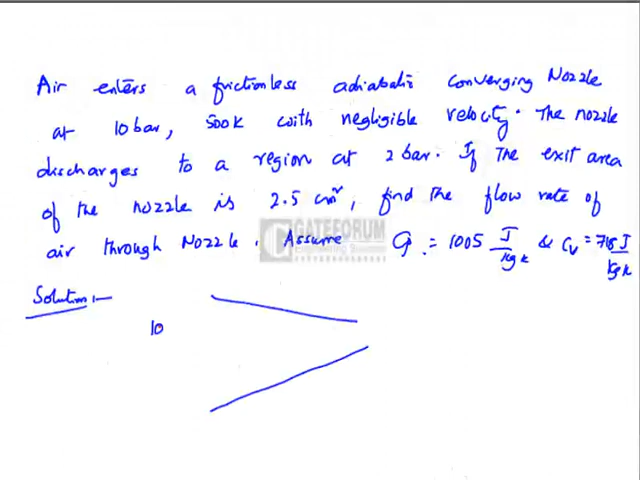 Air enters a frictionless adiabatic converging Nozzle
at 10 bar, 500k with negligible velocity. The nozzle
discharges to a region at 2 bar. If the exit area
of the nozzle is 2.5 cm², find the flow rate of
air through Nozzle. Assume Cp = 1005 J/kgk & Cv = 718 J/kgk
GATEFORUM
Solution :-
10